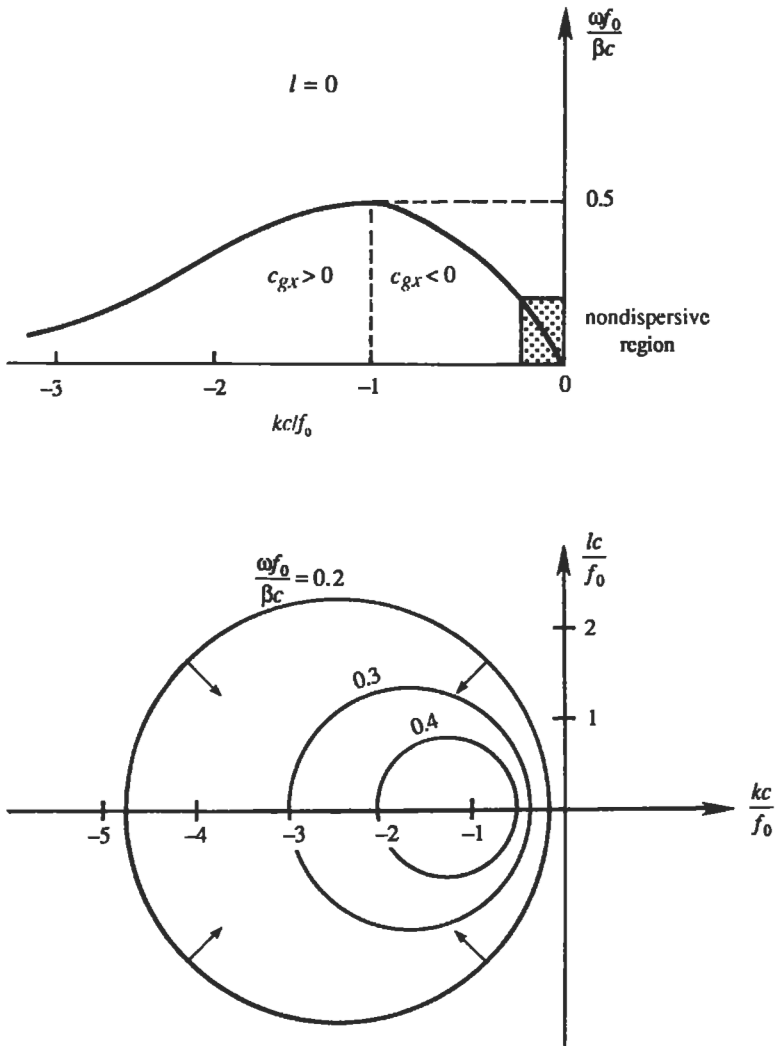 ωf₀
βc
l = 0
0.5
c_gx > 0
c_gx < 0
nondispersive
region
−3
−2
−1
0
kc/f₀
lc
f₀
ωf₀
βc = 0.2
2
0.3
1
0.4
−5
−4
−3
−2
−1
kc
f₀